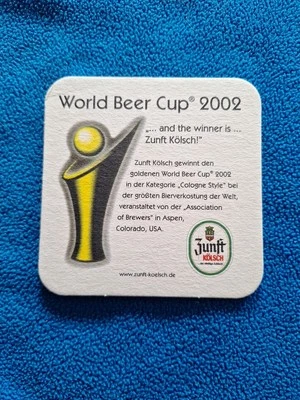 World Beer Cup® 2002
„... and the winner is ...
Zunft Kölsch!"
Zunft Kölsch gewinnt den
goldenen World Beer Cup® 2002
in der Kategorie „Cologne Style" bei
der größten Bierverkostung der Welt,
veranstaltet von der „Association
of Brewers" in Aspen,
Colorado, USA.
Zunft
KÖLSCH
www.zunft-koelsch.de